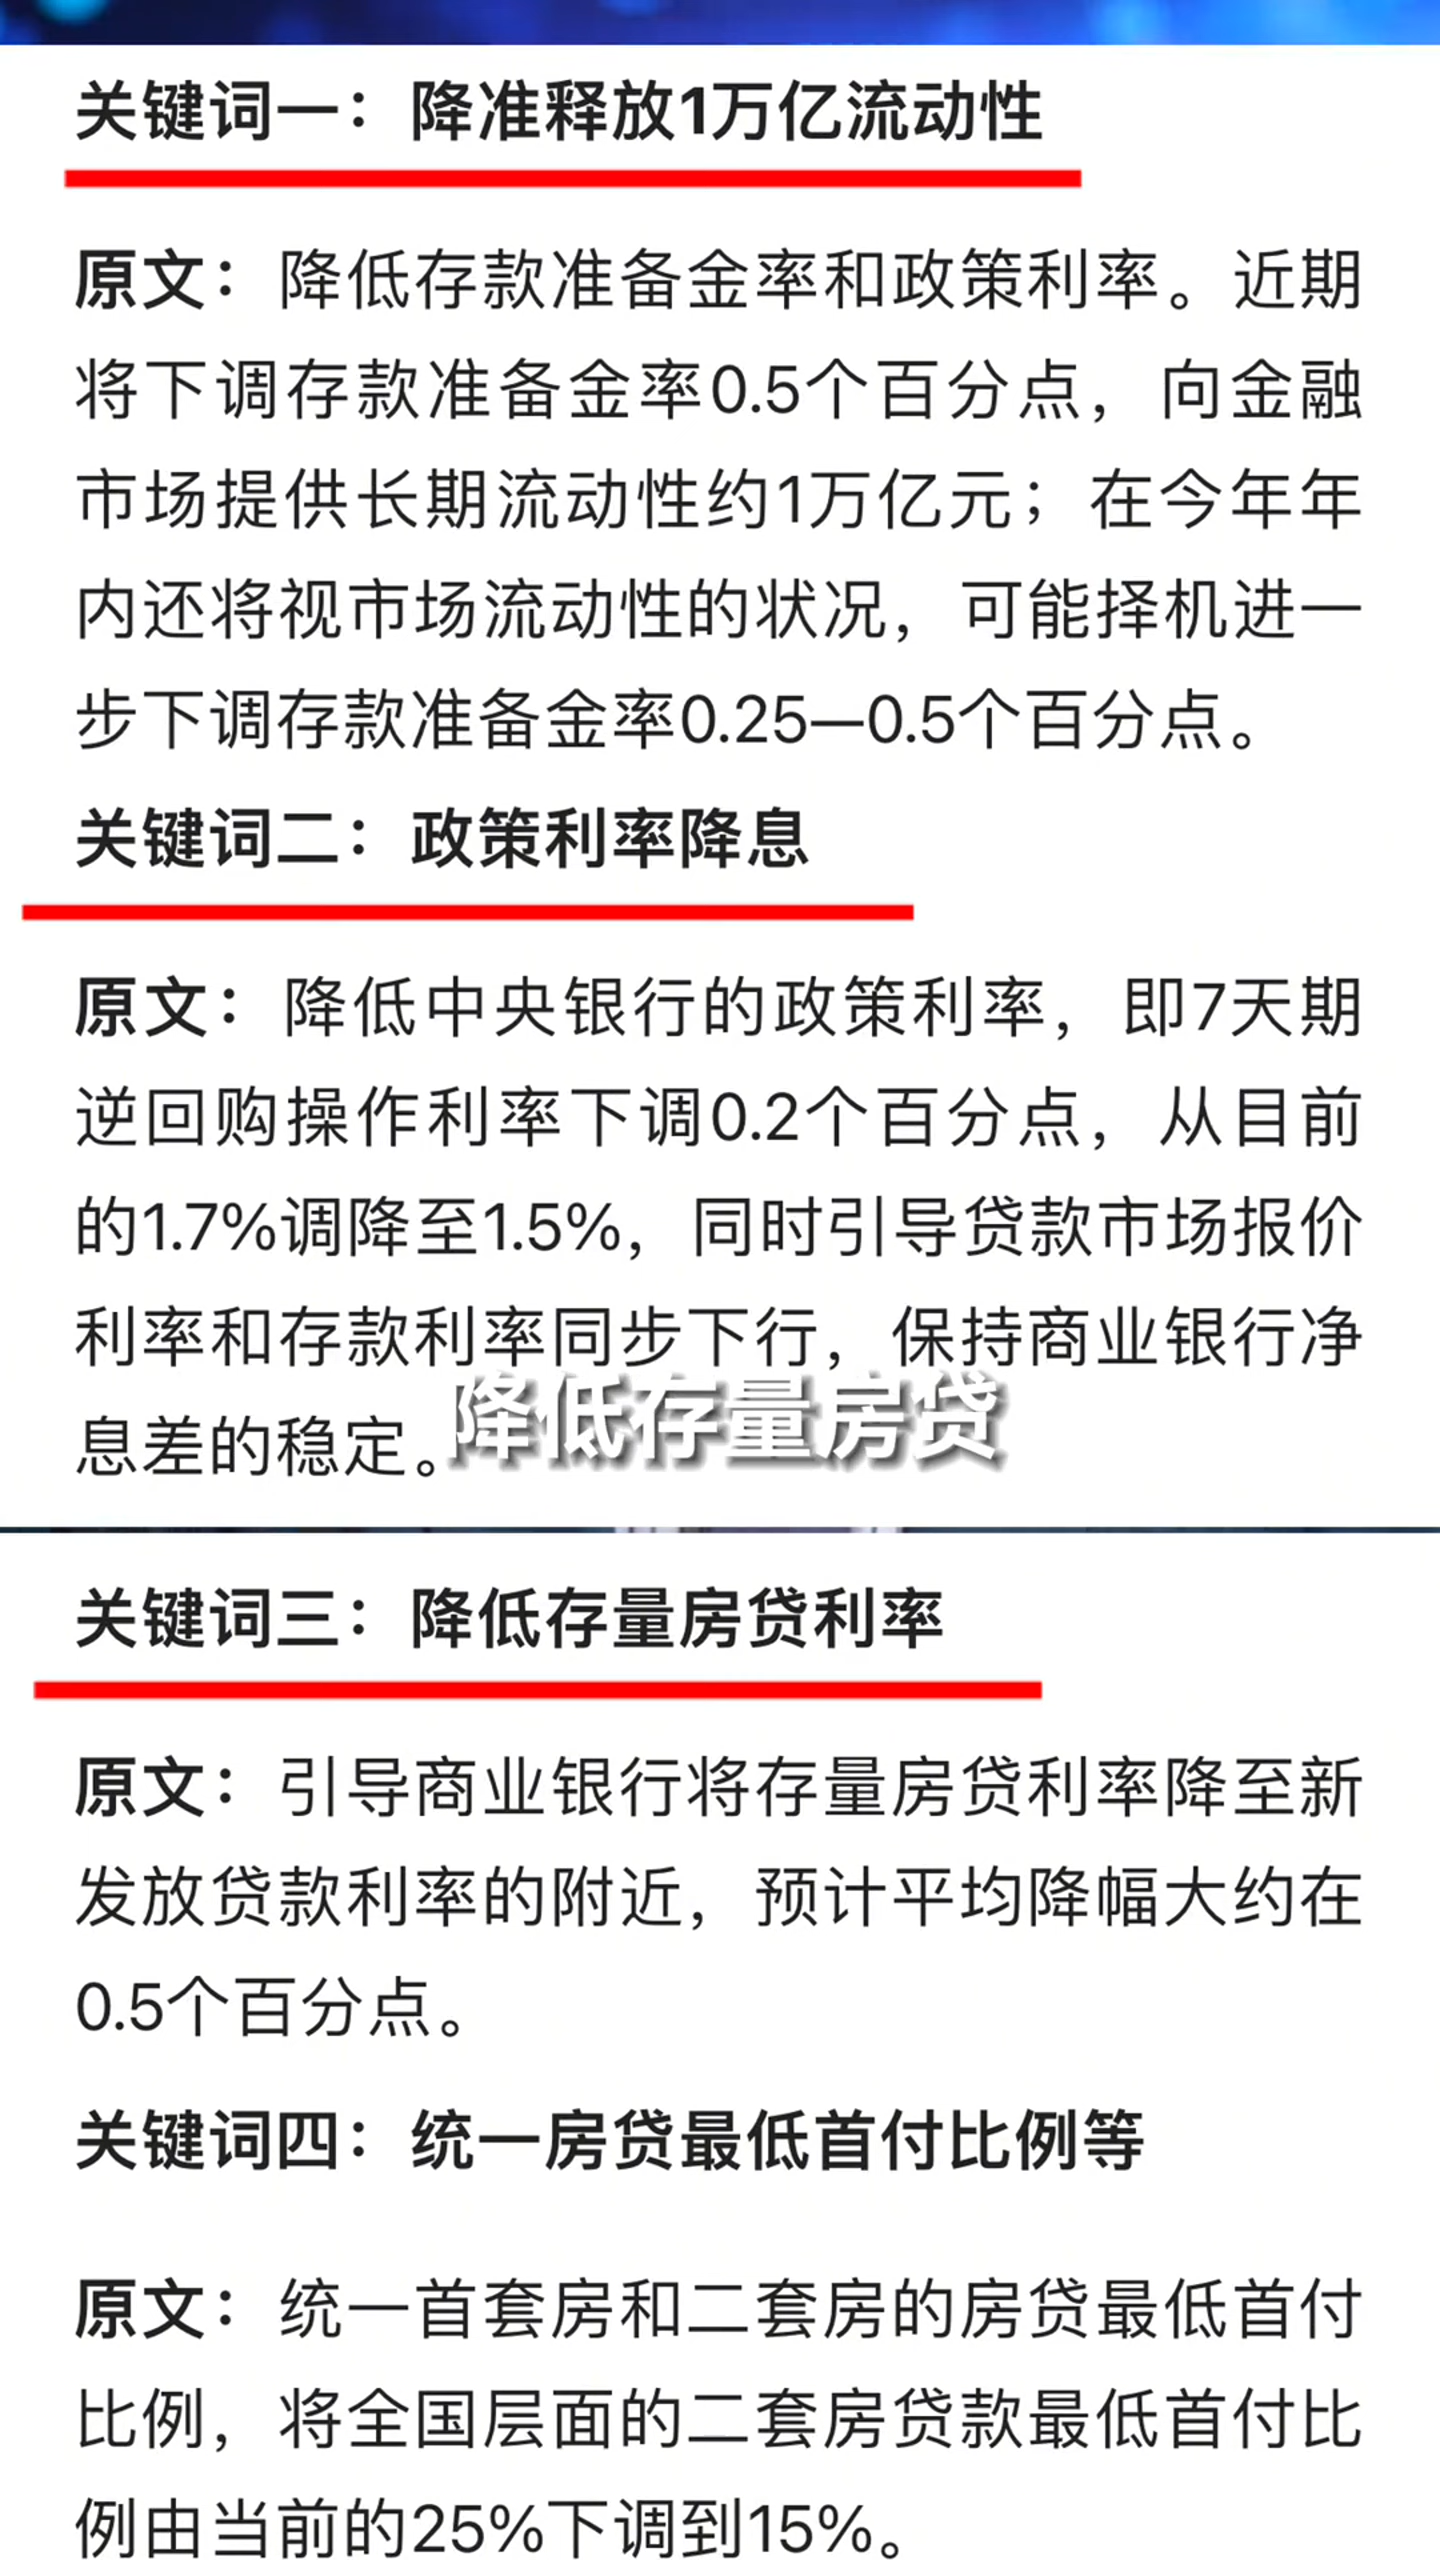 关键词一：降准释放1万亿流动性
原文：降低存款准备金率和政策利率。近期
将下调存款准备金率0.5个百分点，向金融
市场提供长期流动性约1万亿元；在今年年
内还将视市场流动性的状况，可能择机进一
步下调存款准备金率0.25—0.5个百分点。
关键词二：政策利率降息
原文：降低中央银行的政策利率，即7天期
逆回购操作利率下调0.2个百分点，从目前
的1.7%调降至1.5%，同时引导贷款市场报价
利率和存款利率同步下行，保持商业银行净
息差的稳定。
降低存量房贷
关键词三：降低存量房贷利率
原文：引导商业银行将存量房贷利率降至新
发放贷款利率的附近，预计平均降幅大约在
0.5个百分点。
关键词四：统一房贷最低首付比例等
原文：统一首套房和二套房的房贷最低首付
比例，将全国层面的二套房贷款最低首付比
例由当前的25%下调到15%。